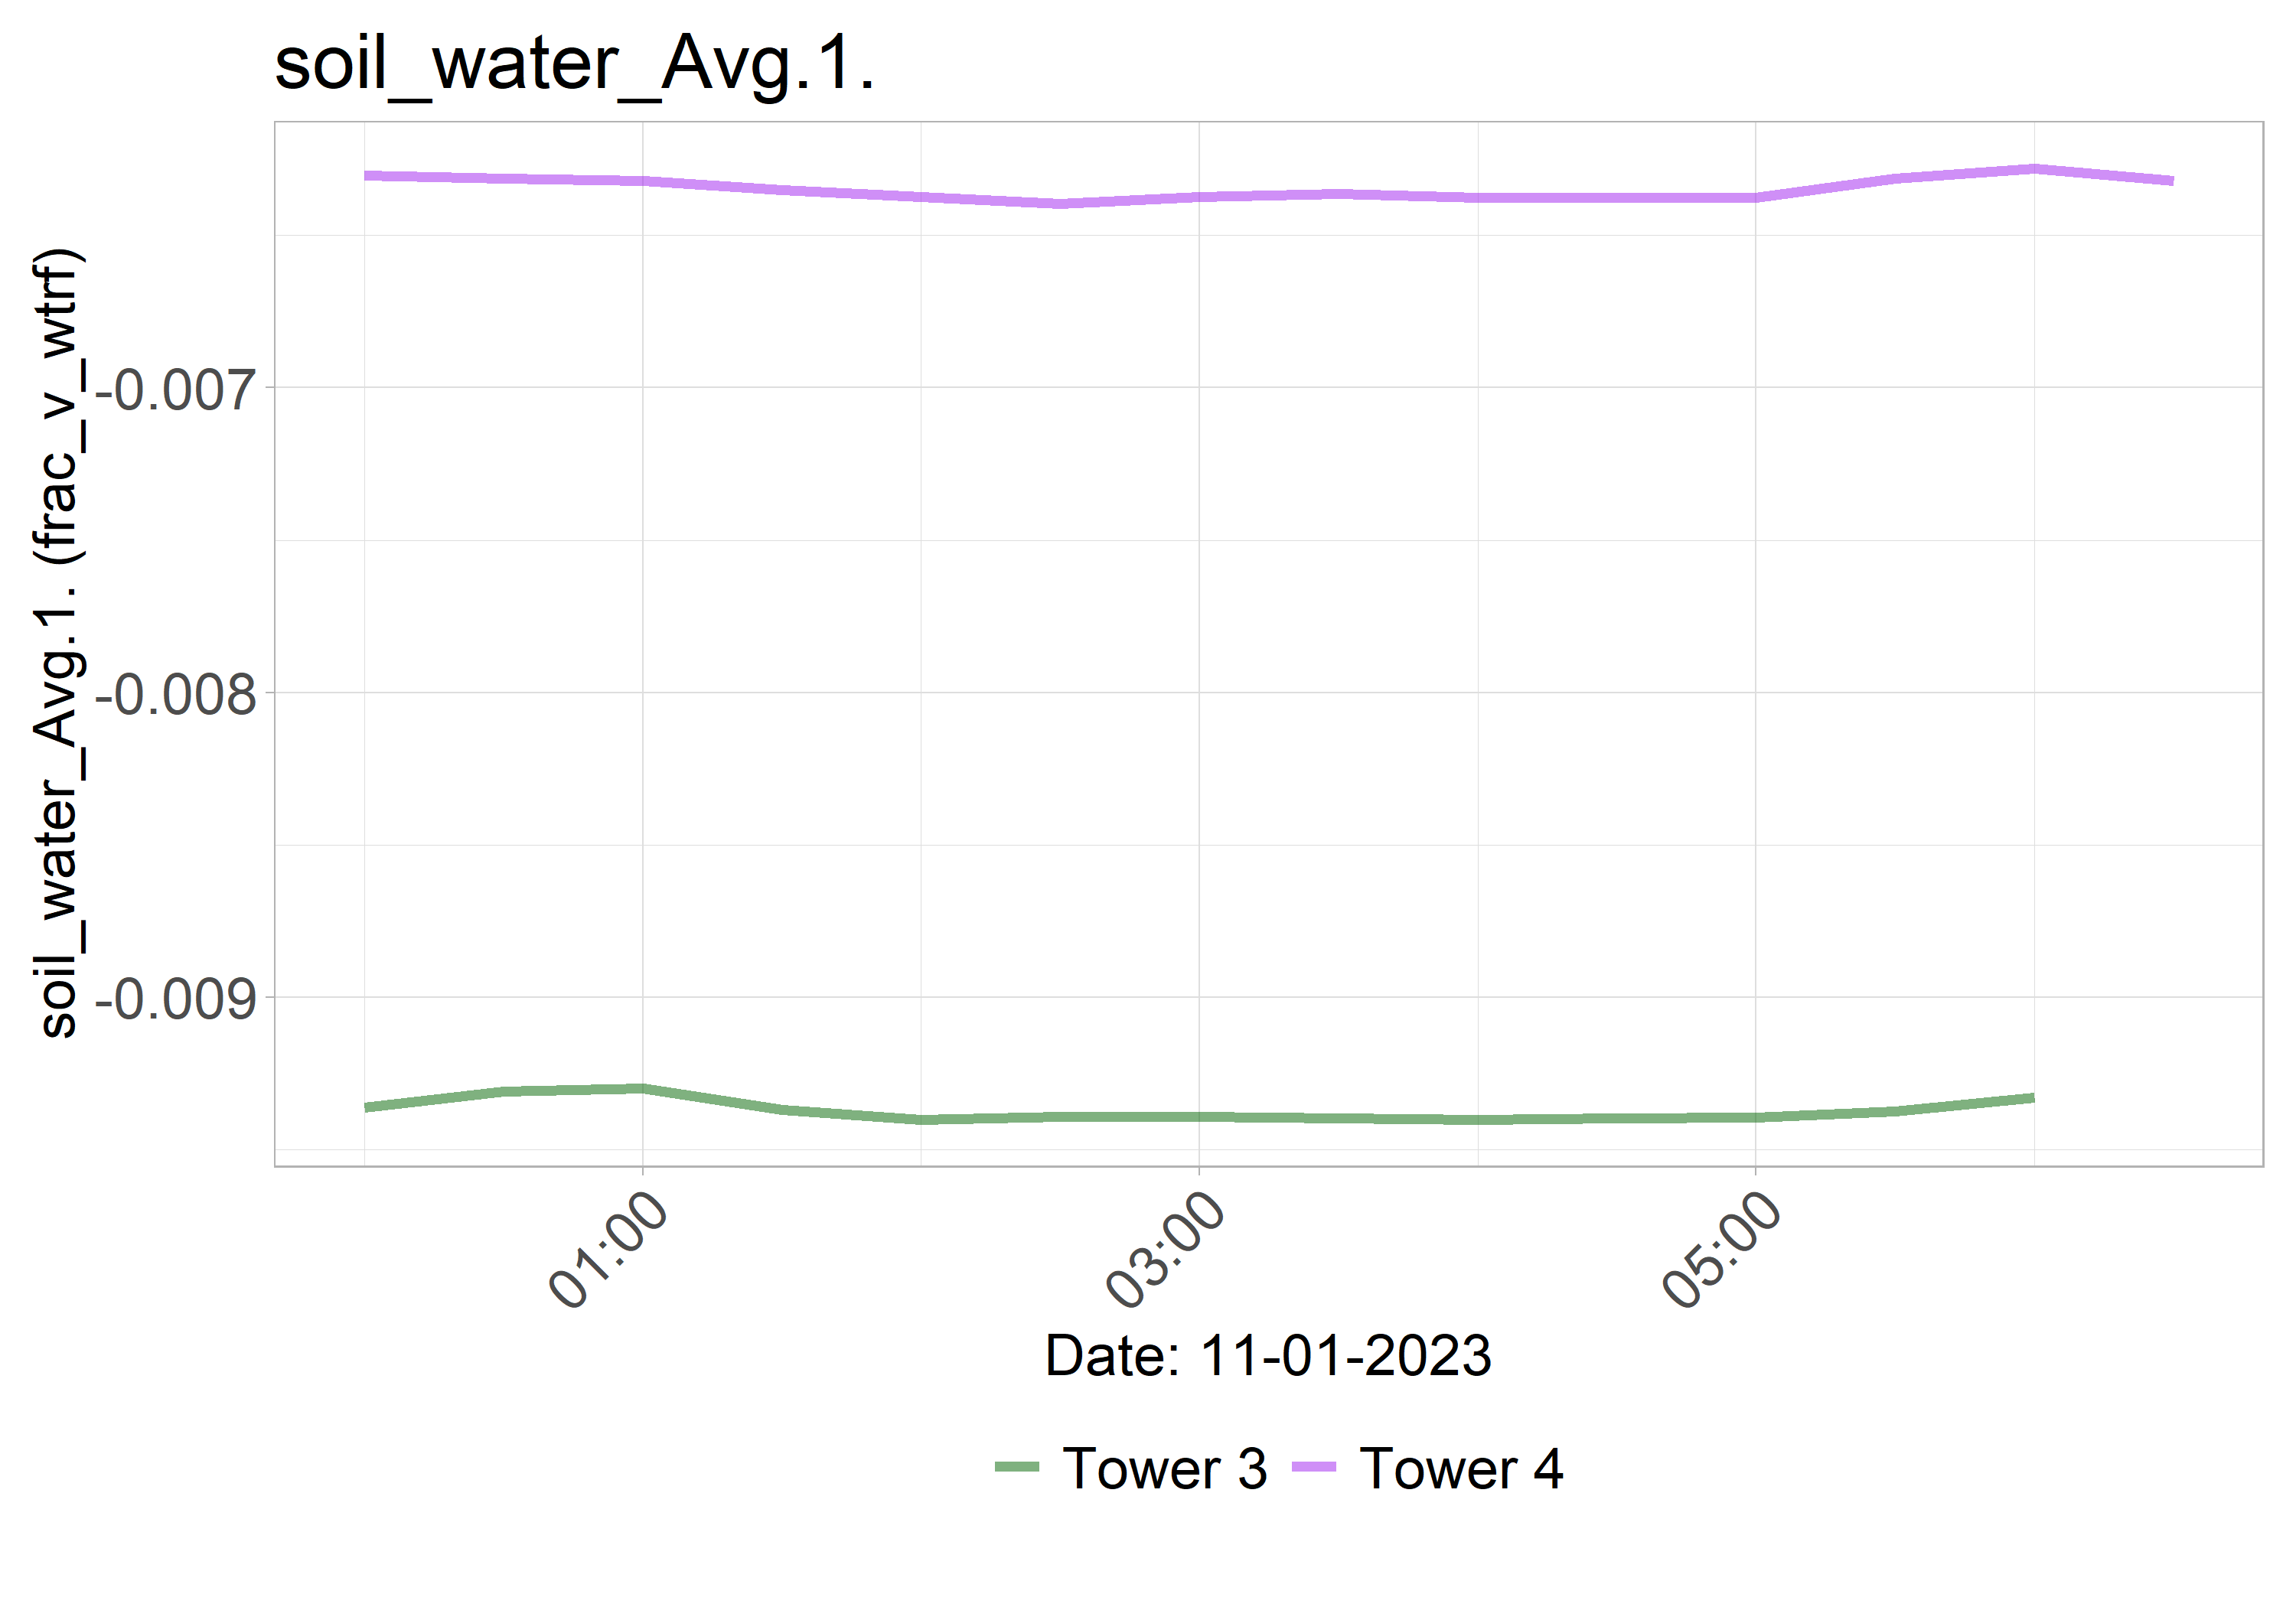 soil_water_Avg.1.
soil_water_Avg.1. (frac_v_wtrf)
-0.007
-0.008
-0.009
01:00
03:00
05:00
Date: 11-01-2023
Tower 3
Tower 4